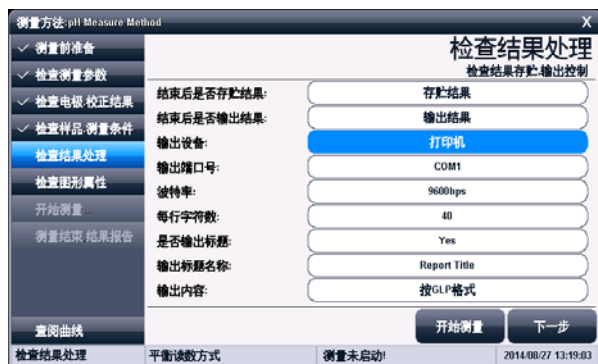 测量方法:pH Measure Method X
测量前准备
检查测量参数
检查电极.校正结果
检查样品.测量条件
检查结果处理
检查图形属性
开始测量...
测量结束.结果报告
查阅曲线
检查结果处理
检查结果存贮.输出控制
结束后是否存贮结果: 存贮结果
结束后是否输出结果: 输出结果
输出设备: 打印机
输出端口号: COM1
波特率: 9600bps
每行字符数: 40
是否输出标题: Yes
输出标题名称: Report Title
输出内容: 按GLP格式
开始测量 下一步
检查结果处理 平衡读数方式 测量未启动! 2014/08/27 13:19:03